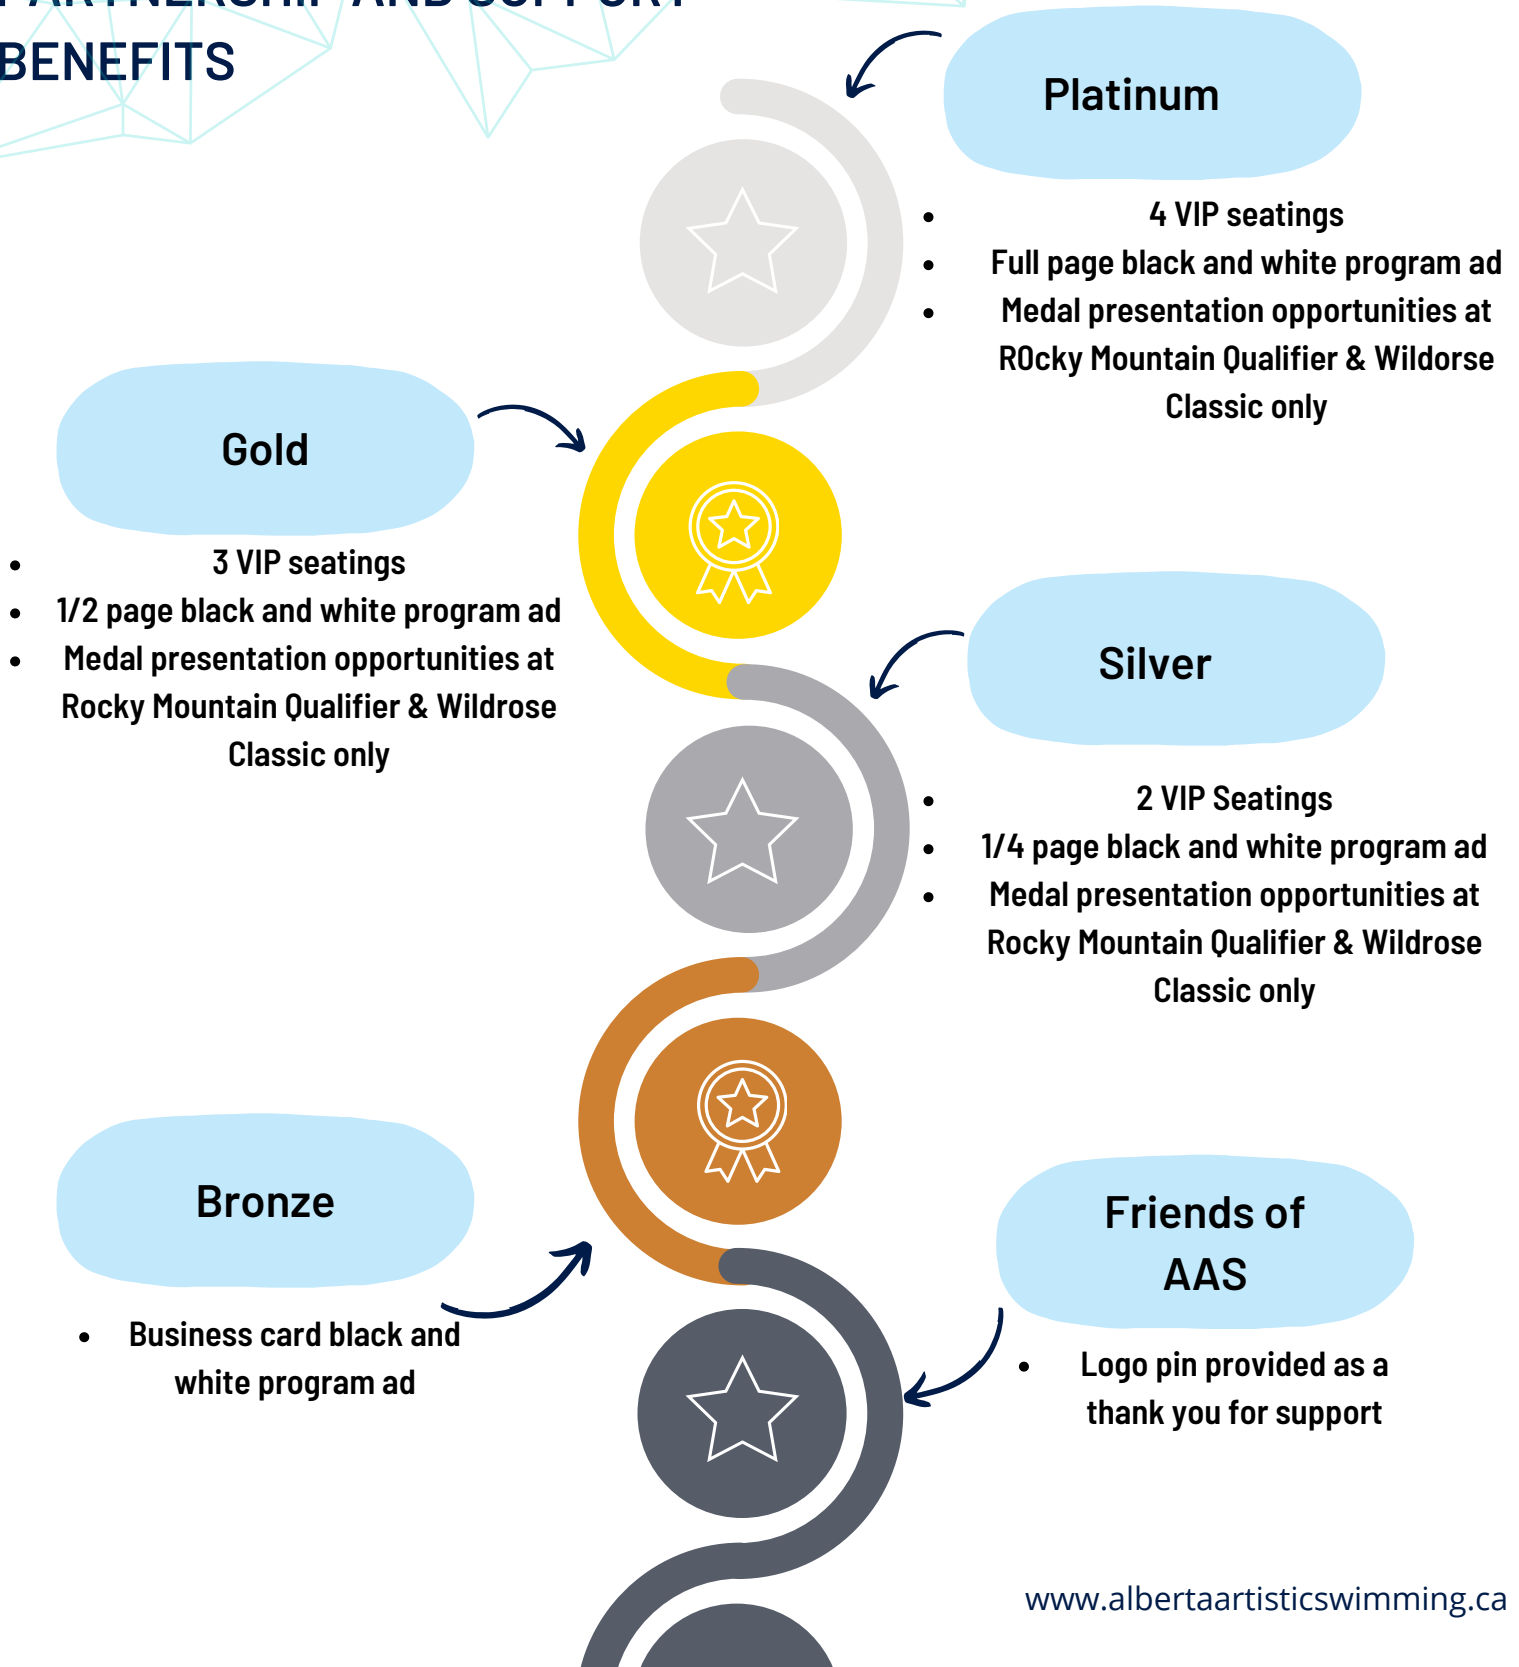 PARTNERSHIP AND SUPPORT
BENEFITS
Platinum
• 4 VIP seatings
• Full page black and white program ad
• Medal presentation opportunities at
R0cky Mountain Qualifier & Wildorse
Classic only
Gold
• 3 VIP seatings
• 1/2 page black and white program ad
• Medal presentation opportunities at
Rocky Mountain Qualifier & Wildrose
Classic only
Silver
• 2 VIP Seatings
• 1/4 page black and white program ad
• Medal presentation opportunities at
Rocky Mountain Qualifier & Wildrose
Classic only
Bronze
• Business card black and
white program ad
Friends of
AAS
• Logo pin provided as a
thank you for support
www.albertaartisticswimming.ca